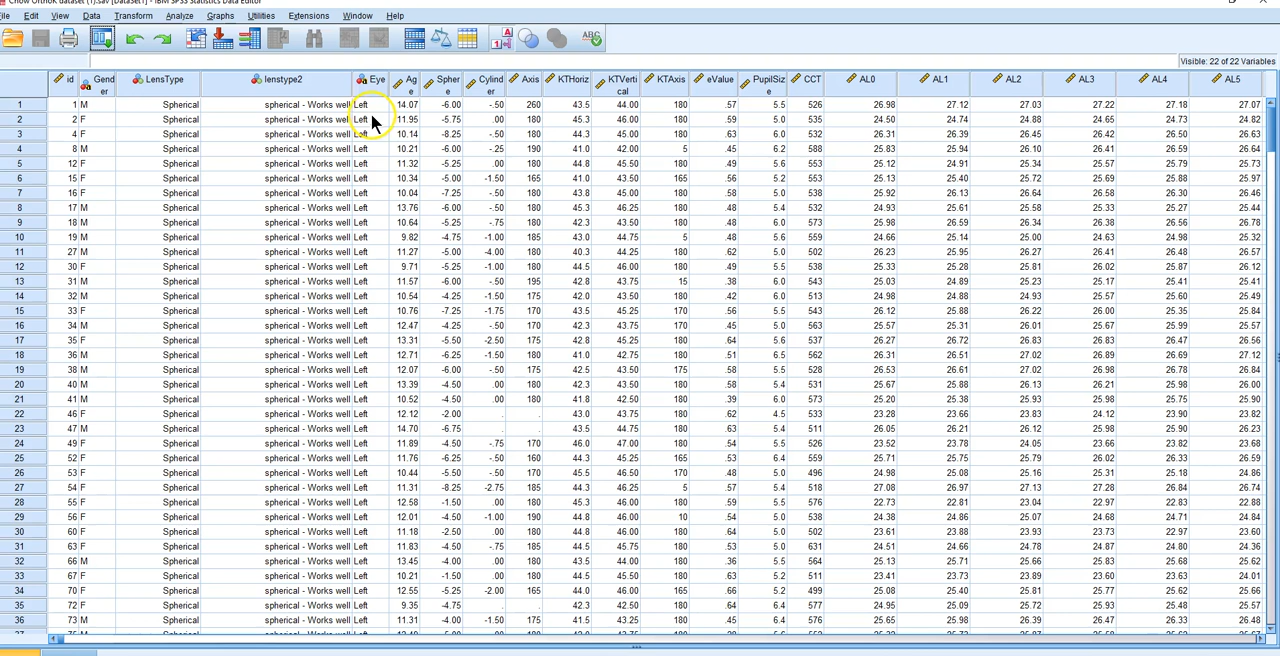 Chow OrthoK dataset (1).sav [DataSet1] - IBM SPSS Statistics Data Editor
File Edit View Data Transform Analyze Graphs Utilities Extensions Window Help
Visible: 22 of 22 Variables
id Gender LensType lenstype2 Eye Age Sphere Cylinder Axis KTHoriz KTVertical KTAxis eValue PupilSize CCT AL0 AL1 AL2 AL3 AL4 AL5
1 1 M Spherical spherical - Works well Left 14.07 -6.00 -.50 260 43.5 44.00 180 .57 5.5 526 26.98 27.12 27.03 27.22 27.18 27.07
2 2 F Spherical spherical - Works well Left 11.95 -5.75 .00 180 45.3 46.00 180 .59 5.0 535 24.50 24.74 24.88 24.65 24.73 24.82
3 4 F Spherical spherical - Works well Left 10.14 -8.25 -.50 180 44.3 45.00 180 .63 6.0 622 26.31 26.39 26.45 26.42 26.50 26.63
4 8 M Spherical spherical - Works well Left 10.21 -6.00 -.25 190 41.0 42.00 5 .45 6.2 588 25.83 25.94 26.10 26.41 26.59 26.64
5 12 F Spherical spherical - Works well Left 11.32 -5.25 .00 180 44.8 45.50 180 .49 5.6 553 25.12 24.91 25.34 25.57 25.79 25.73
6 15 F Spherical spherical - Works well Left 10.34 -5.00 -1.50 165 41.0 43.50 165 .56 5.2 553 25.13 25.40 25.72 25.69 25.88 25.97
7 16 F Spherical spherical - Works well Left 10.04 -7.25 -.50 180 43.8 45.00 180 .58 5.0 538 25.92 26.13 26.64 26.58 26.30 26.46
8 17 M Spherical spherical - Works well Left 13.76 -6.00 -.50 180 45.3 46.25 180 .48 5.4 532 24.93 25.61 25.58 25.33 25.27 25.44
9 18 M Spherical spherical - Works well Left 10.64 -5.25 -.75 180 42.3 43.50 180 .48 6.0 573 25.98 26.59 26.34 26.38 26.56 26.78
10 19 M Spherical spherical - Works well Left 9.82 -4.75 -1.00 185 43.0 44.75 5 .48 5.6 559 24.66 25.14 25.00 24.63 24.98 25.32
11 27 M Spherical spherical - Works well Left 11.27 -5.00 -4.00 180 40.3 44.25 180 .62 5.0 502 26.23 25.95 26.27 26.41 26.48 26.57
12 30 F Spherical spherical - Works well Left 9.71 -5.25 -1.00 180 44.5 46.00 180 .49 5.5 538 25.33 25.28 25.81 26.02 25.87 26.12
13 31 M Spherical spherical - Works well Left 11.57 -6.00 -.50 195 42.8 43.75 15 .38 6.0 543 25.03 24.89 25.23 25.17 25.41 25.41
14 32 M Spherical spherical - Works well Left 10.54 -4.25 -1.50 175 42.0 43.50 180 .42 6.0 513 24.98 24.88 24.93 25.57 25.60 25.49
15 33 F Spherical spherical - Works well Left 10.76 -7.25 -1.75 170 43.5 45.25 170 .56 5.5 543 26.12 25.88 26.22 26.00 25.35 25.84
16 34 M Spherical spherical - Works well Left 12.47 -4.25 -.50 180 42.3 43.75 170 .45 5.0 563 25.57 25.31 26.01 25.67 25.99 25.57
17 35 F Spherical spherical - Works well Left 13.31 -5.50 -2.50 175 42.8 45.25 180 .64 5.6 537 26.27 26.72 26.83 26.83 26.47 26.56
18 36 M Spherical spherical - Works well Left 12.71 -6.25 -1.50 180 41.0 42.75 180 .51 6.5 562 26.31 26.51 27.02 26.89 26.69 27.12
19 38 M Spherical spherical - Works well Left 12.07 -6.00 -.50 175 42.5 43.50 175 .58 5.5 528 26.53 26.61 27.02 26.98 26.78 26.84
20 40 M Spherical spherical - Works well Left 13.39 -4.50 .00 180 42.3 43.50 180 .58 5.4 531 25.67 25.88 26.13 26.21 25.98 26.00
21 41 M Spherical spherical - Works well Left 10.52 -4.50 .00 180 41.8 42.50 180 .39 6.0 573 25.20 25.38 25.93 25.98 25.75 25.90
22 46 F Spherical spherical - Works well Left 12.12 -2.00 . . 43.0 43.75 180 .62 4.5 533 23.28 23.66 23.83 24.12 23.90 23.82
23 47 M Spherical spherical - Works well Left 14.70 -6.75 . . 43.5 44.75 180 .63 5.4 511 26.05 26.21 26.12 25.98 25.90 26.23
24 49 F Spherical spherical - Works well Left 11.89 -4.50 -.75 170 46.0 47.00 180 .54 5.5 526 23.52 23.78 24.05 23.66 23.82 23.68
25 52 F Spherical spherical - Works well Left 11.76 -6.25 -.50 160 44.3 45.25 165 .53 6.4 559 25.71 25.75 25.79 26.02 26.33 26.59
26 53 F Spherical spherical - Works well Left 10.44 -5.50 -.50 170 45.5 46.50 170 .48 5.0 496 24.98 25.08 25.16 25.31 25.18 24.86
27 54 F Spherical spherical - Works well Left 11.31 -8.25 -2.75 185 44.3 46.25 5 .57 5.4 518 27.08 26.97 27.13 27.28 26.84 26.74
28 55 F Spherical spherical - Works well Left 12.58 -1.50 .00 180 45.3 46.00 180 .59 5.5 576 22.73 22.81 23.04 22.97 22.83 22.88
29 56 F Spherical spherical - Works well Left 12.01 -4.50 -1.00 190 44.8 46.00 10 .54 5.0 538 24.38 24.86 25.07 24.68 24.71 24.84
30 60 F Spherical spherical - Works well Left 11.18 -2.50 .00 180 44.8 46.00 180 .64 5.0 502 23.61 23.88 23.93 23.73 22.97 23.60
31 63 F Spherical spherical - Works well Left 11.83 -4.50 -.75 185 44.5 45.75 180 .53 5.0 631 24.51 24.66 24.78 24.87 24.80 24.36
32 66 M Spherical spherical - Works well Left 13.45 -4.00 .00 180 43.5 44.00 180 .36 5.5 564 25.13 25.71 25.66 25.83 25.68 25.62
33 67 F Spherical spherical - Works well Left 10.21 -1.50 .00 180 44.5 45.50 180 .63 5.2 511 23.41 23.73 23.89 23.60 23.63 24.01
34 70 F Spherical spherical - Works well Left 12.55 -5.25 -2.00 165 44.0 46.00 165 .66 5.2 499 25.08 25.40 25.81 25.77 25.62 25.66
35 72 F Spherical spherical - Works well Left 9.35 -4.75 . . 42.3 42.50 180 .64 6.4 577 24.95 25.09 25.72 25.93 25.48 25.57
36 73 M Spherical spherical - Works well Left 11.31 -4.00 -1.50 175 41.5 43.25 180 .45 6.5 576 25.65 25.98 26.39 26.47 26.33 26.48